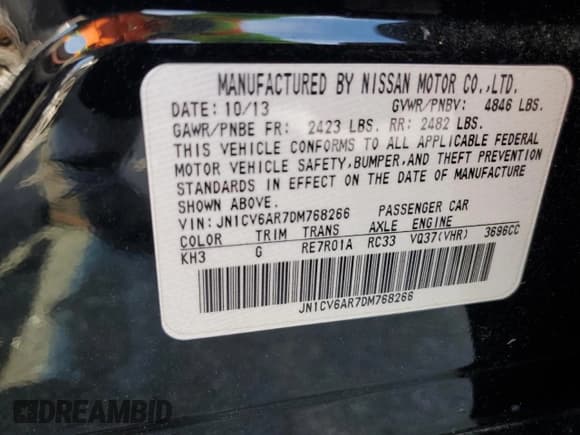 MANUFACTURED BY NISSAN MOTOR CO.,LTD.
DATE: 10/13 GVWR/PNBV: 4846 LBS.
GAWR/PNBE FR: 2423 LBS. RR: 2482 LBS.
THIS VEHICLE CONFORMS TO ALL APPLICABLE FEDERAL
MOTOR VEHICLE SAFETY,BUMPER,AND THEFT PREVENTION
STANDARDS IN EFFECT ON THE DATE OF MANUFACTURE
SHOWN ABOVE.
VIN: JN1CV6AR7DM768266 PASSENGER CAR
COLOR TRIM TRANS AXLE ENGINE
KH3 G RE7R01A RC33 VQ37(VHR) 3696CC
JN1CV6AR7DM768266
DREAMBID